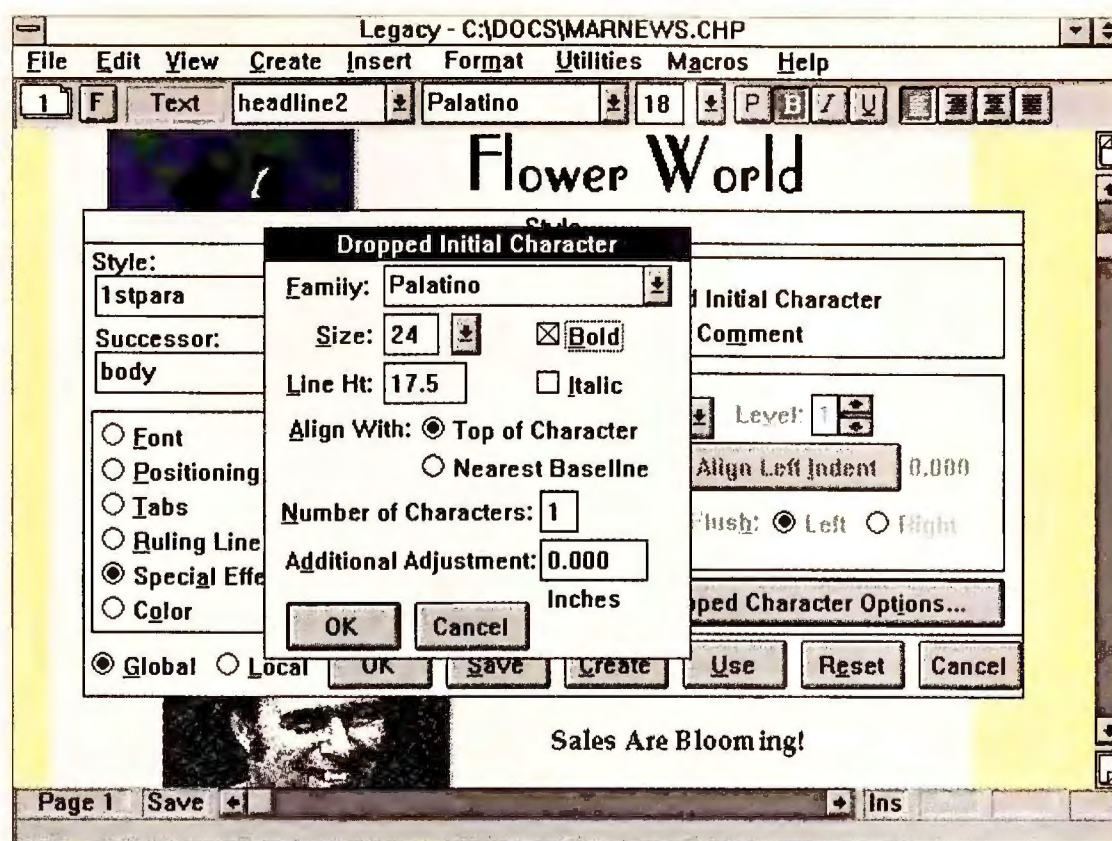 Legacy - C:\DOCS\MARNEWS.CHP
File Edit View Create Insert Format Utilities Macros Help
1 F Text headline2 Palatino 18 P B I U
Flower World
Style
Dropped Initial Character
Style:
1stpara
Successor:
body
Font
Positioning
Tabs
Ruling Line
Special Effe
Color
Global Local OK Save Create Use Reset Cancel
Family: Palatino
Size: 24 Bold
Line Ht: 17.5 Italic
Align With: Top of Character
Nearest Baseline
Number of Characters: 1
Additional Adjustment: 0.000
Inches
OK Cancel
d Initial Character
Comment
Level: 1
Align Left Indent 0.000
Flush: Left Right
pped Character Options...
Sales Are Blooming!
Page 1 Save Ins